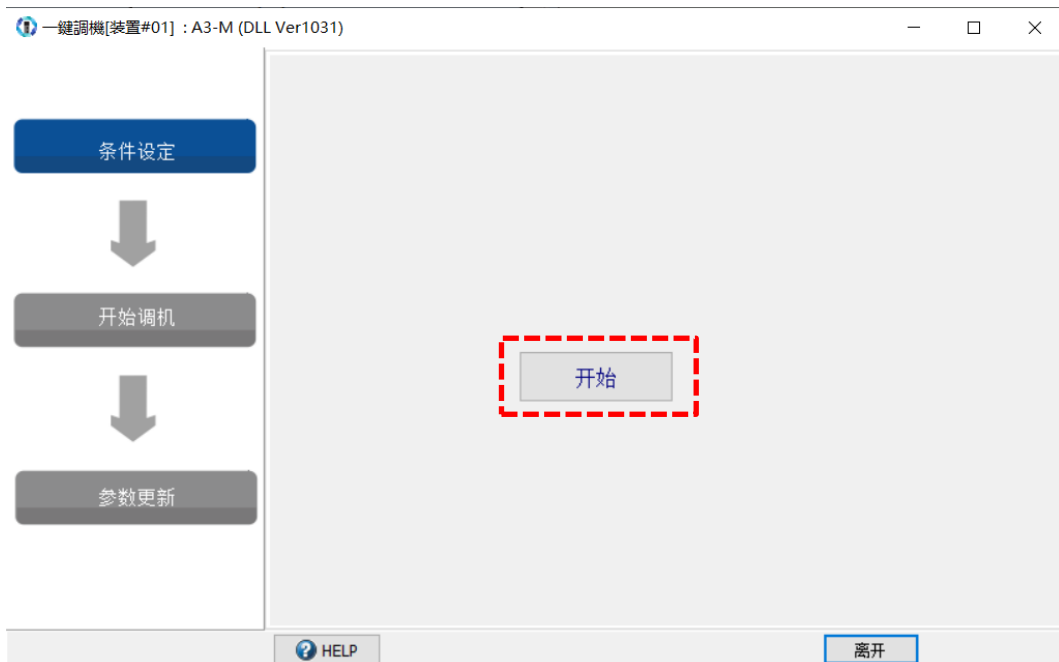 一鍵調機[装置#01] : A3-M (DLL Ver1031)
条件设定
开始调机
参数更新
开始
HELP
离开